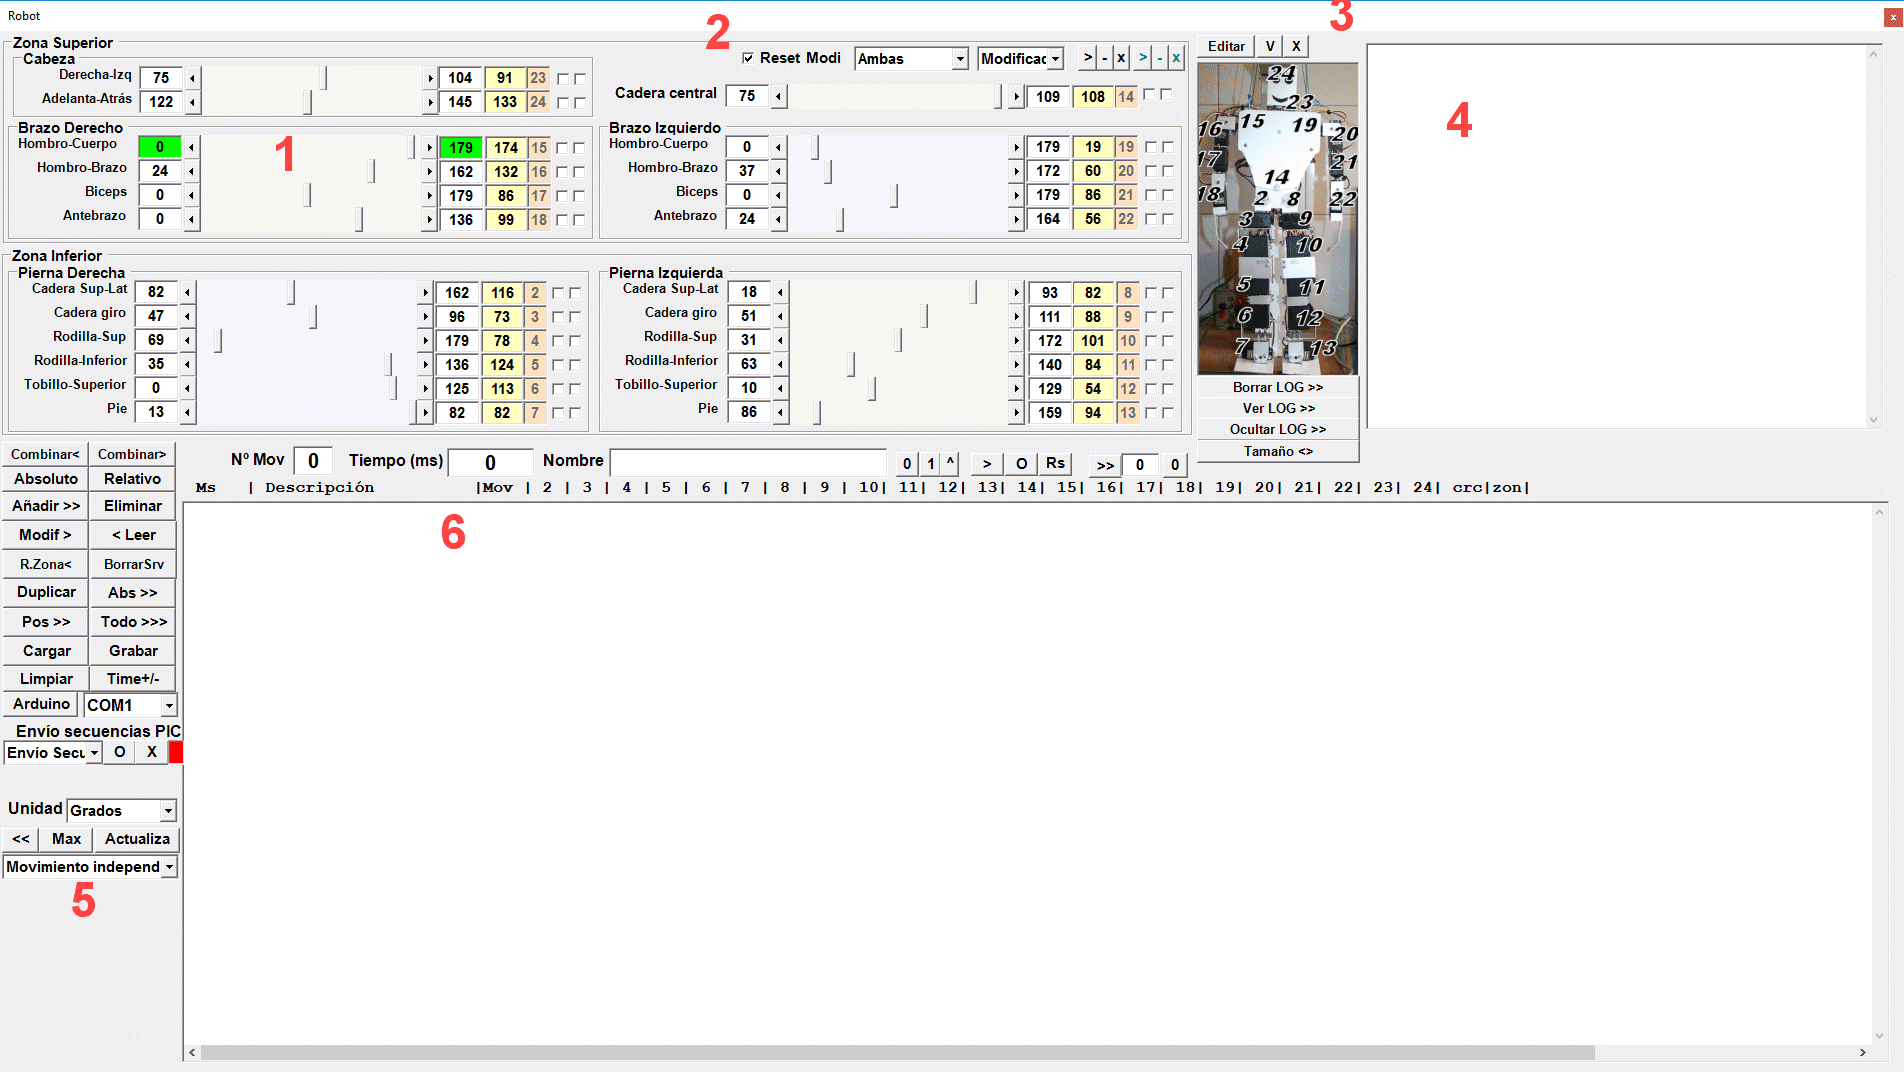 Robot
x
2
3
Zona Superior
Cabeza
Derecha-Izq 75 104 91 23
Adelanta-Atrás 122 145 133 24
Reset Modi Ambas Modificac > - x > - x
Cadera central 75 109 108 14
Brazo Derecho
Hombro-Cuerpo 0 179 174 15
1
Hombro-Brazo 24 162 132 16
Biceps 0 179 86 17
Antebrazo 0 136 99 18
Brazo Izquierdo
Hombro-Cuerpo 0 179 19 19
Hombro-Brazo 37 172 60 20
Biceps 0 179 86 21
Antebrazo 24 164 56 22
Zona Inferior
Pierna Derecha
Cadera Sup-Lat 82 162 116 2
Cadera giro 47 96 73 3
Rodilla-Sup 69 179 78 4
Rodilla-Inferior 35 136 124 5
Tobillo-Superior 0 125 113 6
Pie 13 82 82 7
Pierna Izquierda
Cadera Sup-Lat 18 93 82 8
Cadera giro 51 111 88 9
Rodilla-Sup 31 172 101 10
Rodilla-Inferior 63 140 84 11
Tobillo-Superior 10 129 54 12
Pie 86 159 94 13
Editar V X
24
23
16 15 19 20
17 21
14
18 2 8 22
3 9
4 10
5 11
6 12
7 13
Borrar LOG >>
Ver LOG >>
Ocultar LOG >>
Tamaño <>
4
Combinar< Combinar>
Absoluto Relativo
Añadir >> Eliminar
Modif > < Leer
R.Zona< BorrarSrv
Duplicar Abs >>
Pos >> Todo >>>
Cargar Grabar
Limpiar Time+/-
Arduino COM1
Envío secuencias PIC
Envío Secu O X
Unidad Grados
<< Max Actualiza
Movimiento independ
5
Nº Mov 0 Tiempo (ms) 0 Nombre 0 1 ^ > O Rs >> 0 0
Ms | Descripción |Mov | 2 | 3 | 4 | 5 | 6 | 7 | 8 | 9 | 10| 11| 12| 13| 14| 15| 16| 17| 18| 19| 20| 21| 22| 23| 24| crc|zon|
6